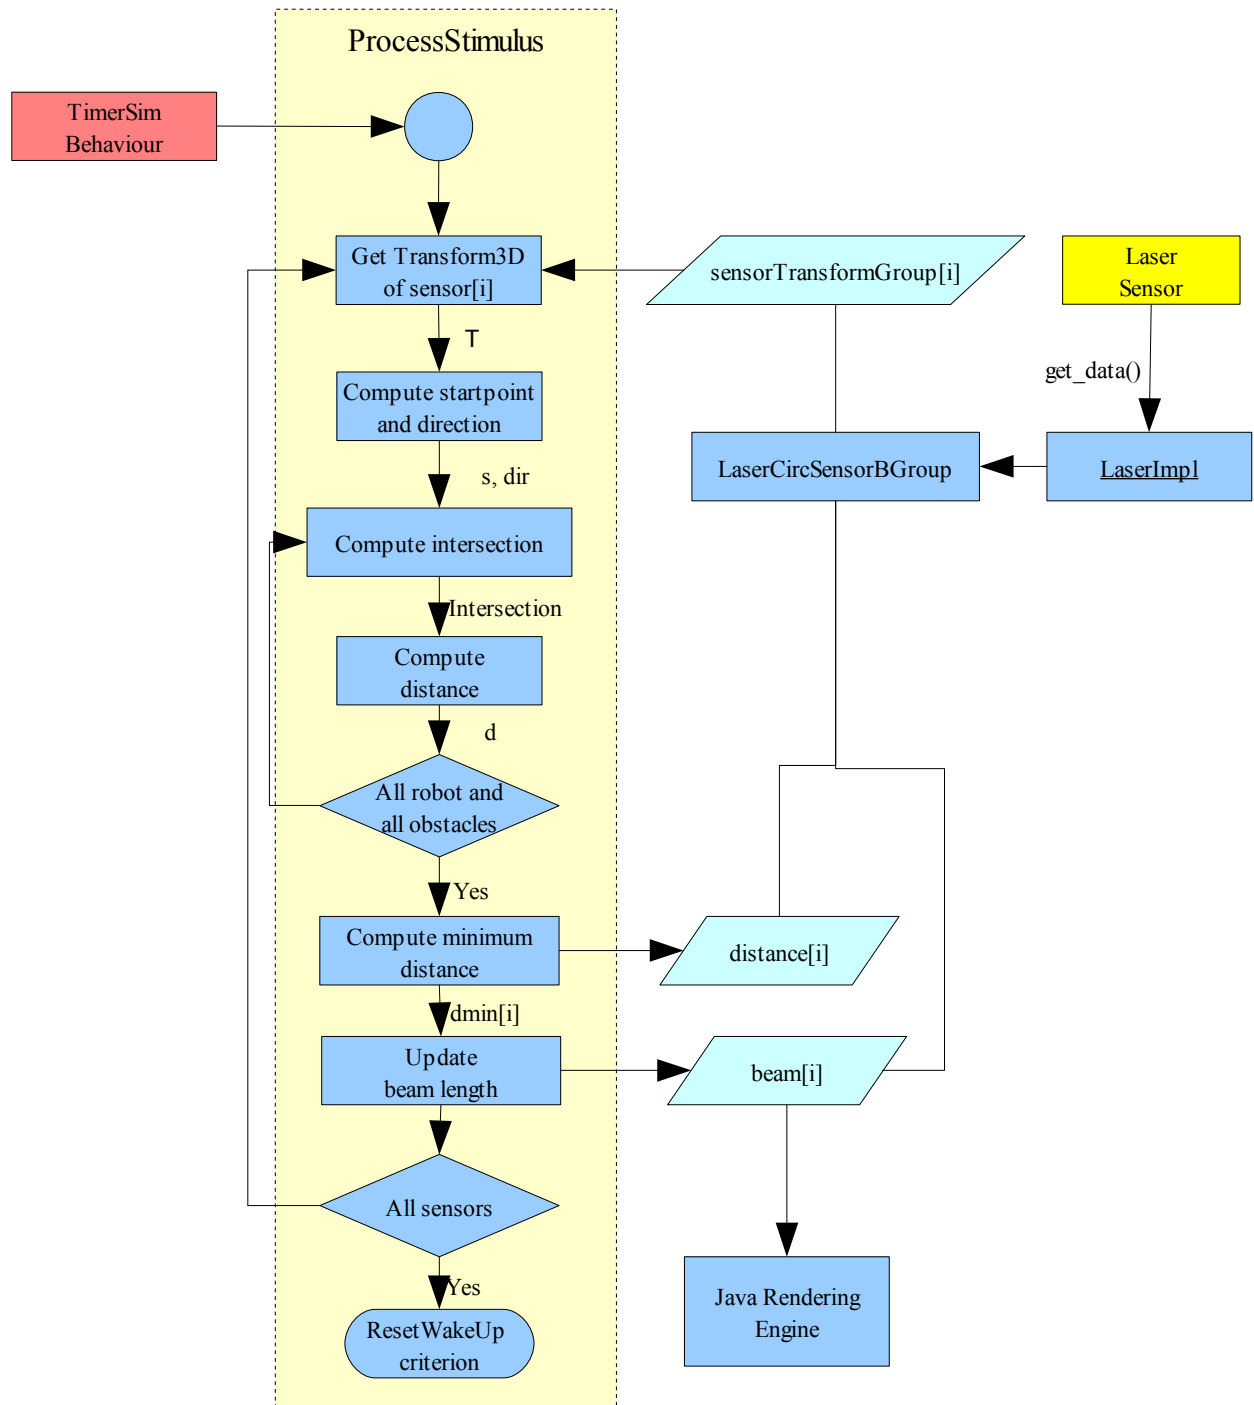 ProcessStimulus
TimerSim
Behaviour
Get Transform3D
of sensor[i]
sensorTransformGroup[i]
Laser
Sensor
T
get_data()
Compute startpoint
and direction
LaserCircSensorBGroup
LaserImpl
s, dir
Compute intersection
Intersection
Compute
distance
d
All robot and
all obstacles
Yes
Compute minimum
distance
distance[i]
dmin[i]
Update
beam length
beam[i]
All sensors
Yes
Java Rendering
Engine
ResetWakeUp
criterion